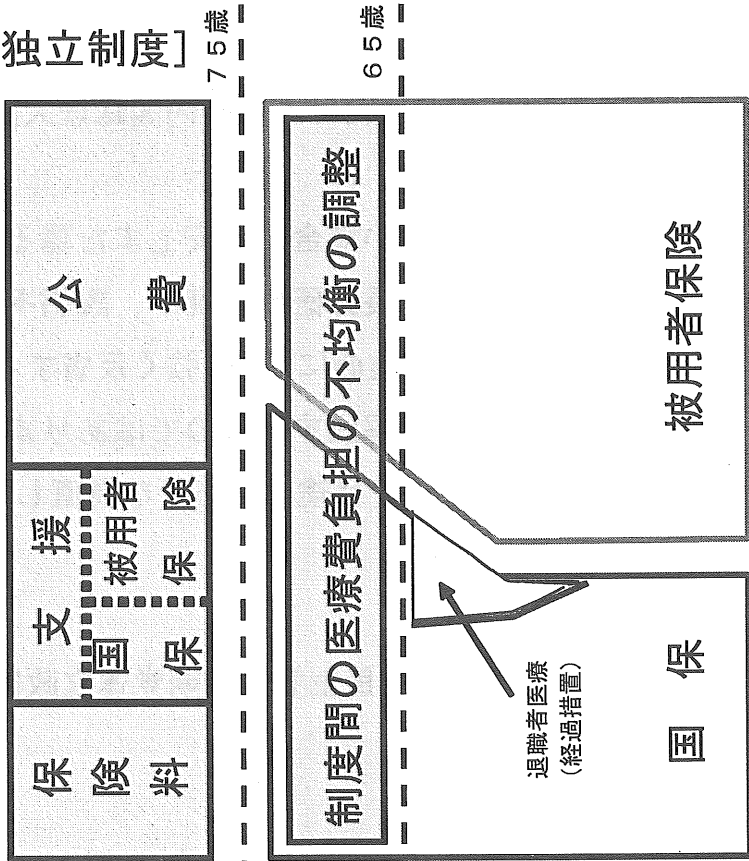 独立制度]
75歳
65歳
保険料
支援
国保
被用者保険
公費
制度間の医療費負担の不均衡の調整
退職者医療
(経過措置)
国保
被用者保険